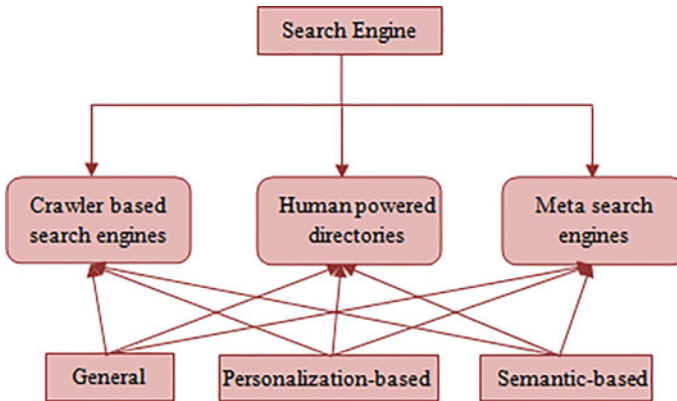 Search Engine
Crawler based
search engines
Human powered
directories
Meta search
engines
General
Personalization-based
Semantic-based